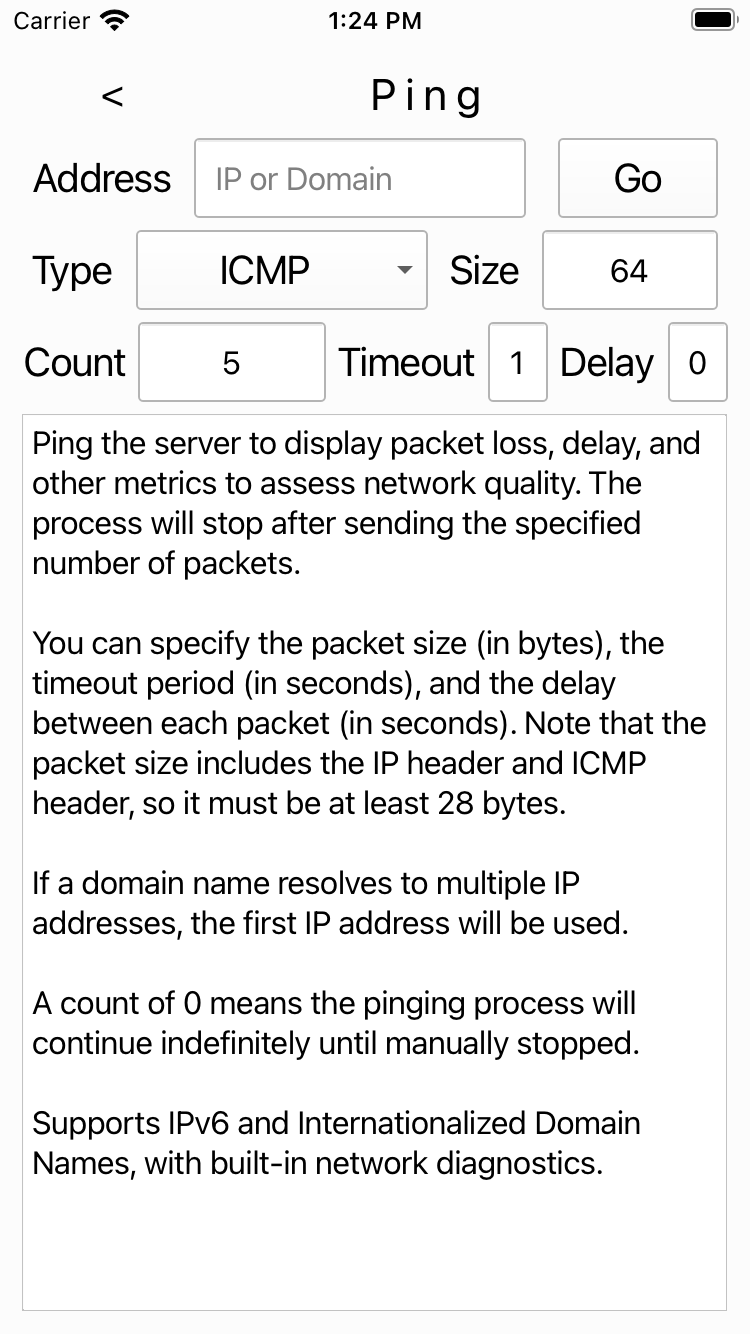 Carrier 1:24 PM
< Ping
Address IP or Domain Go
Type ICMP Size 64
Count 5 Timeout 1 Delay 0
Ping the server to display packet loss, delay, and
other metrics to assess network quality. The
process will stop after sending the specified
number of packets.
You can specify the packet size (in bytes), the
timeout period (in seconds), and the delay
between each packet (in seconds). Note that the
packet size includes the IP header and ICMP
header, so it must be at least 28 bytes.
If a domain name resolves to multiple IP
addresses, the first IP address will be used.
A count of 0 means the pinging process will
continue indefinitely until manually stopped.
Supports IPv6 and Internationalized Domain
Names, with built-in network diagnostics.